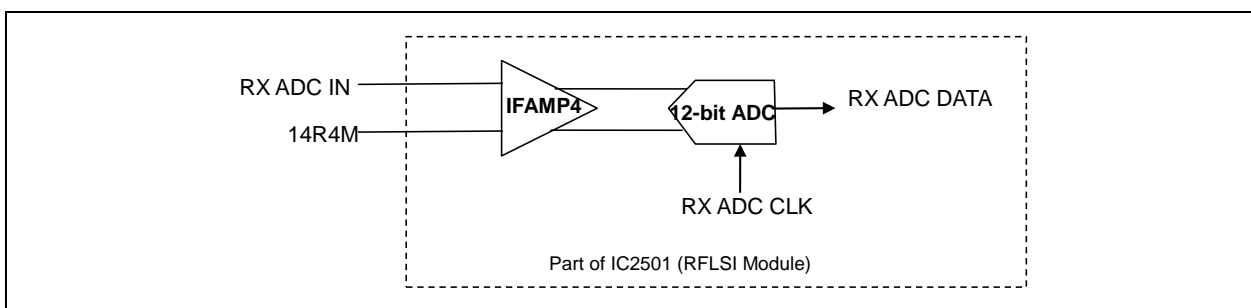 RX ADC IN
IFAMP4
12-bit ADC
RX ADC DATA
14R4M
RX ADC CLK
Part of IC2501 (RFLSI Module)